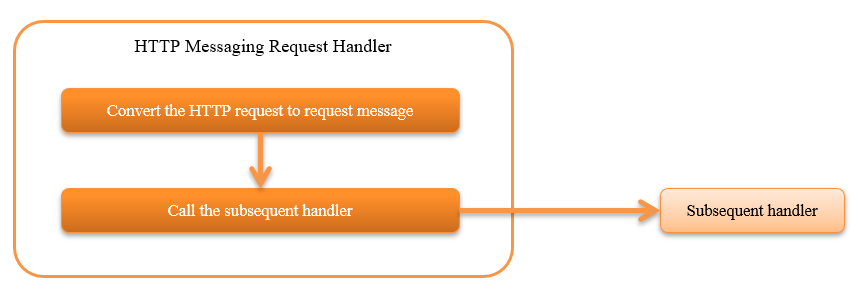 HTTP Messaging Request Handler
Convert the HTTP request to request message
Call the subsequent handler
Subsequent handler